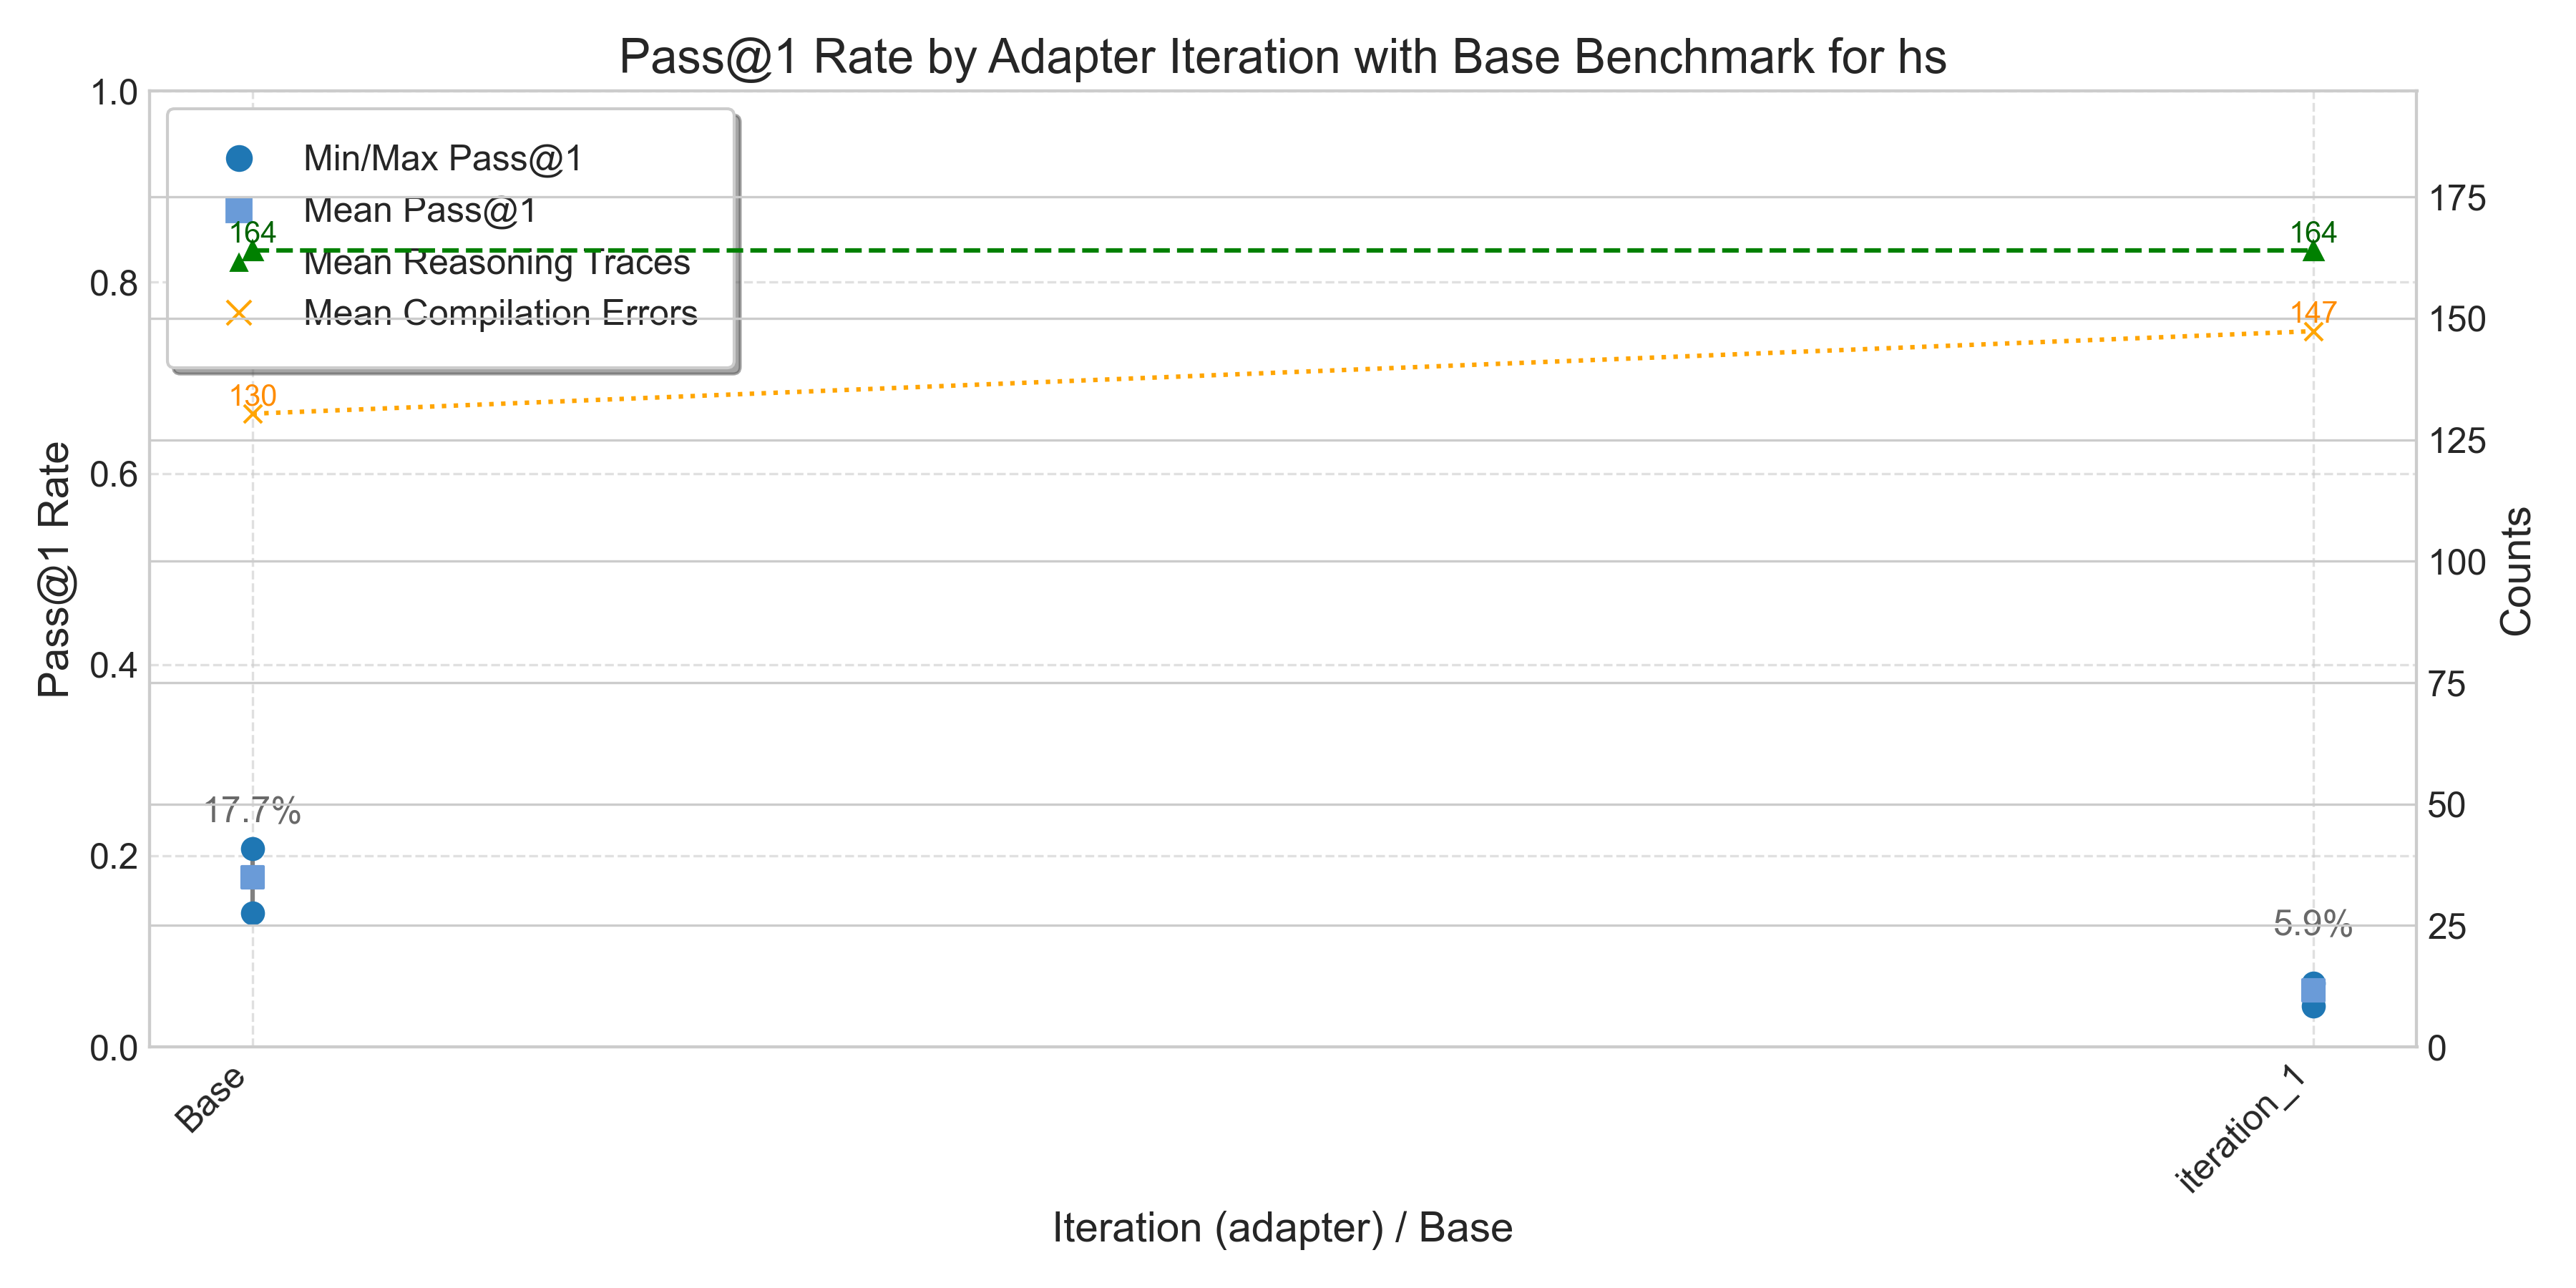 Pass@1 Rate by Adapter Iteration with Base Benchmark for hs
1.0
0.8
0.6
0.4
0.2
0.0
Pass@1 Rate
Min/Max Pass@1
Mean Pass@1
Mean Reasoning Traces
Mean Compilation Errors
164
164
130
147
17.7%
5.9%
175
150
125
100
75
50
25
0
Counts
Base
iteration_1
Iteration (adapter) / Base